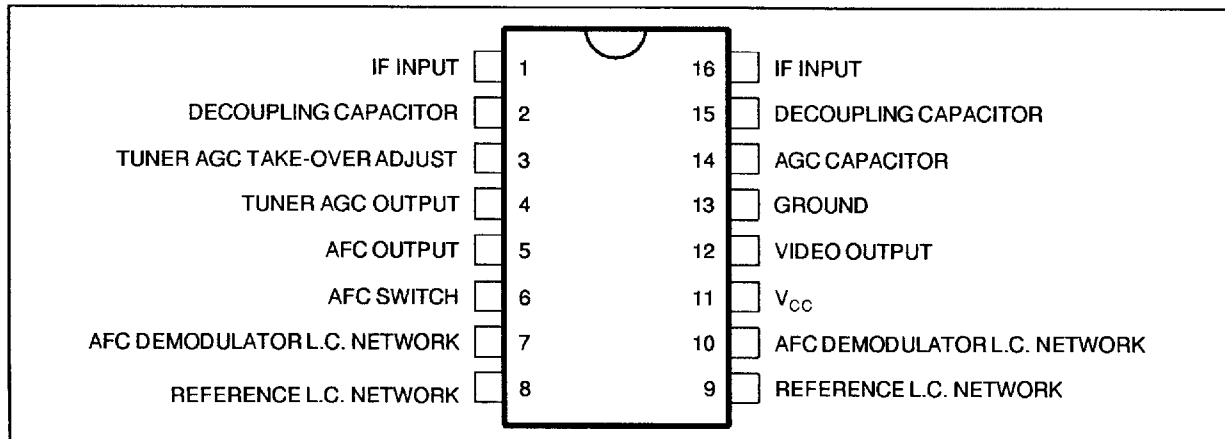 IF INPUT 1 16 IF INPUT
DECOUPLING CAPACITOR 2 15 DECOUPLING CAPACITOR
TUNER AGC TAKE-OVER ADJUST 3 14 AGC CAPACITOR
TUNER AGC OUTPUT 4 13 GROUND
AFC OUTPUT 5 12 VIDEO OUTPUT
AFC SWITCH 6 11 VCC
AFC DEMODULATOR L.C. NETWORK 7 10 AFC DEMODULATOR L.C. NETWORK
REFERENCE L.C. NETWORK 8 9 REFERENCE L.C. NETWORK